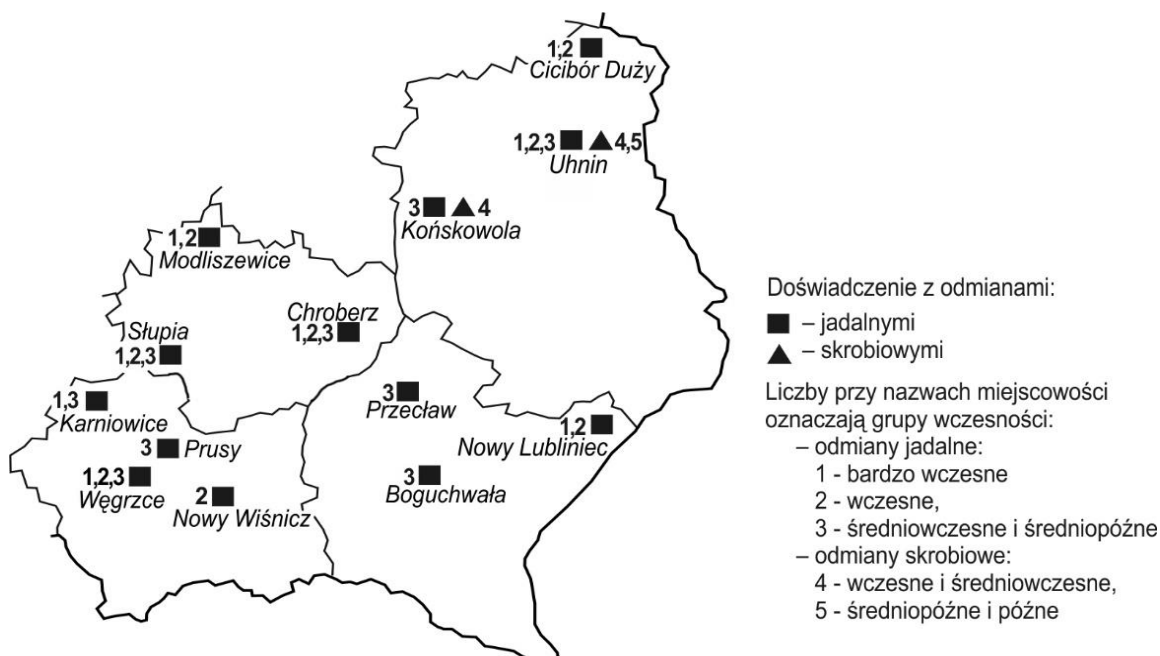 1,2
Cicibór Duży
1,2,3 4,5
Uhnin
3 4
Końskowola
1,2
Modliszewice
Chroberz
1,2,3
Słupia
1,2,3
1,3
Karniowice
3 Prusy
1,2,3
Węgrzce
2
Nowy Wiśnicz
3
Przecław
1,2
Nowy Lubliniec
3
Boguchwała
Doświadczenie z odmianami:
– jadalnymi
– skrobiowymi
Liczby przy nazwach miejscowości
oznaczają grupy wczesności:
– odmiany jadalne:
1 - bardzo wczesne
2 - wczesne,
3 - średniowczesne i średniopóźne
– odmiany skrobiowe:
4 - wczesne i średniowczesne,
5 - średniopóźne i późne